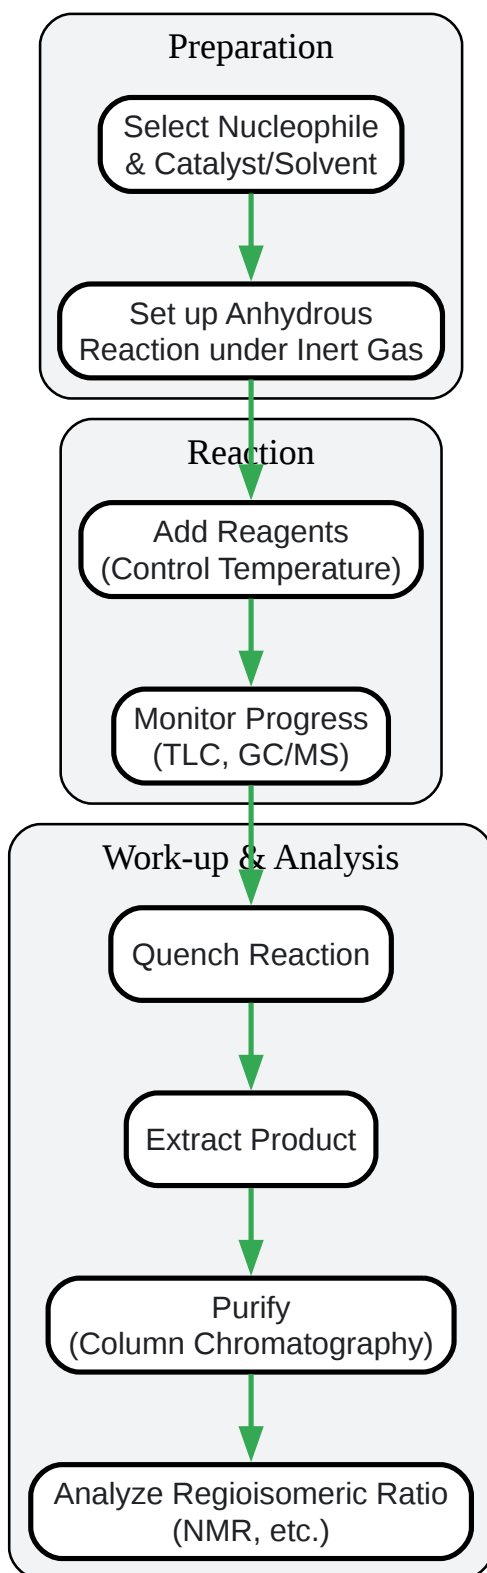 Preparation
Select Nucleophile
& Catalyst/Solvent
Set up Anhydrous
Reaction under Inert Gas
Reaction
Add Reagents
(Control Temperature)
Monitor Progress
(TLC, GC/MS)
Work-up & Analysis
Quench Reaction
Extract Product
Purify
(Column Chromatography)
Analyze Regioisomeric Ratio
(NMR, etc.)